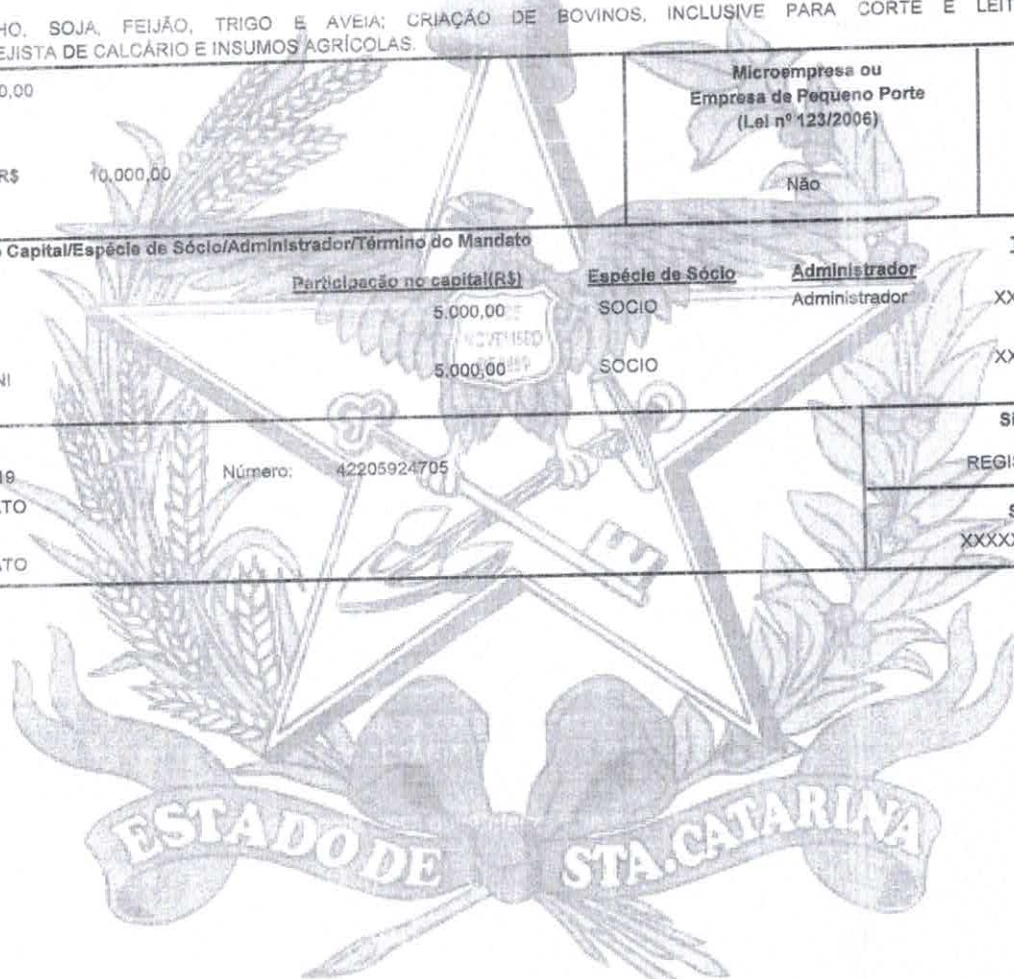 HO, SOJA, FEIJÃO, TRIGO E AVEIA; CRIAÇÃO DE BOVINOS, INCLUSIVE PARA CORTE E LEIT
EJISTA DE CALCÁRIO E INSUMOS AGRÍCOLAS.
0,00
Microempresa ou
Empresa de Pequeno Porte
(Lei nº 123/2006)
R$ 10.000,00
Não
Capital/Espécie de Sócio/Administrador/Término do Mandato
Participação no capital(R$) Espécie de Sócio Administrador
5.000,00 SOCIO Administrador XX
NOVEMBRO
NI 5.000,00 SOCIO XX
19 Número: 42205924705
REGIS
TO
XXXXX
TO
ESTADO DE STA.CATARINA